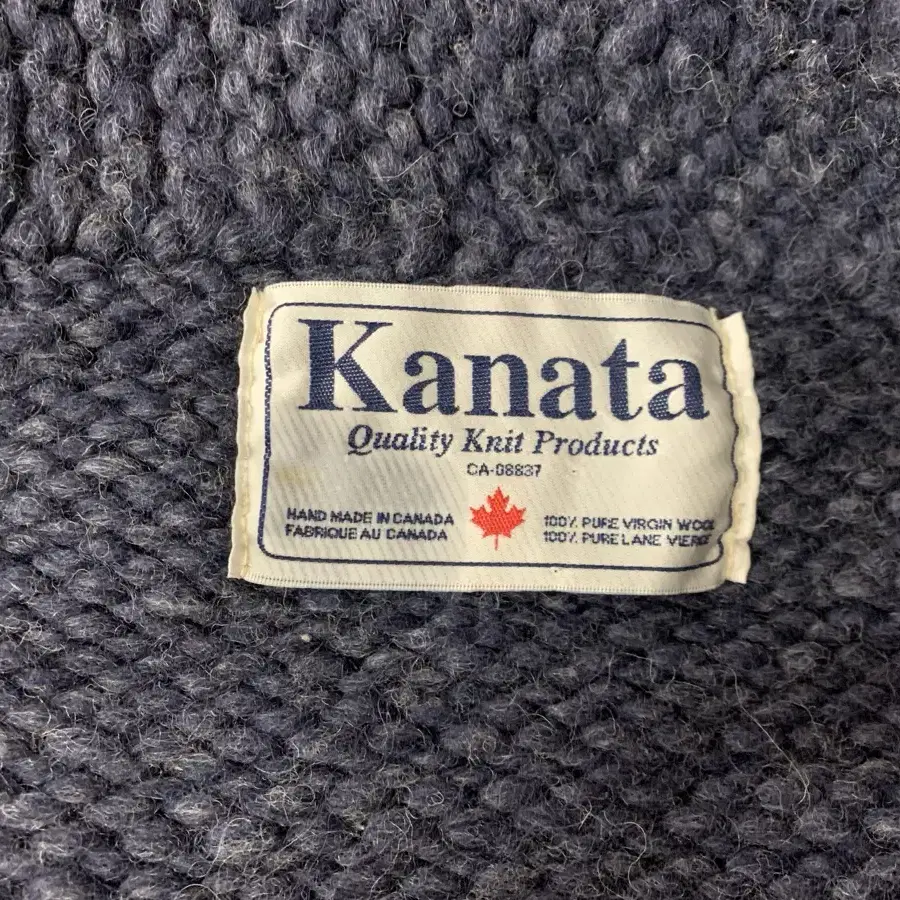 Kanata
Quality Knit Products
CA-08837
HAND MADE IN CANADA
FABRIQUE AU CANADA
100% PURE VIRGIN WOOL
100% PURE LANE VIERGE